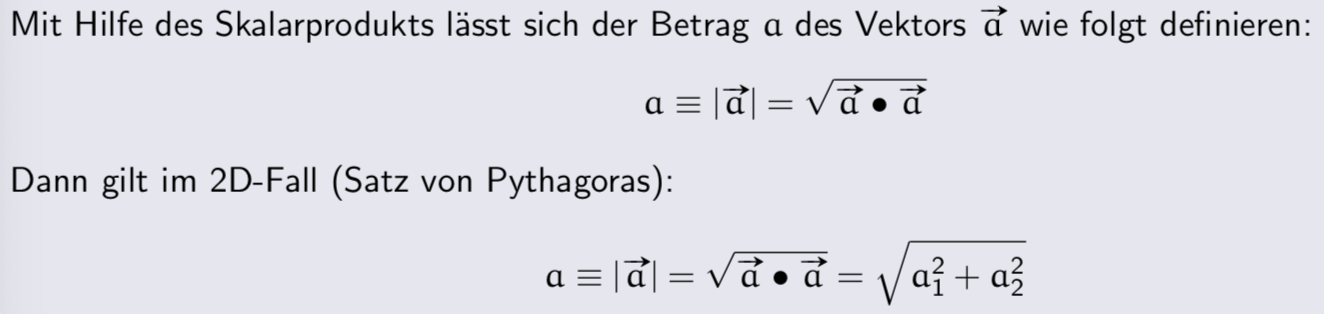 Mit Hilfe des Skalarprodukts lässt sich der Betrag a des Vektors a⃗ wie folgt definieren:
a ≡ |a⃗| = √(a⃗ • a⃗)
Dann gilt im 2D-Fall (Satz von Pythagoras):
a ≡ |a⃗| = √(a⃗ • a⃗) = √(a₁² + a₂²)